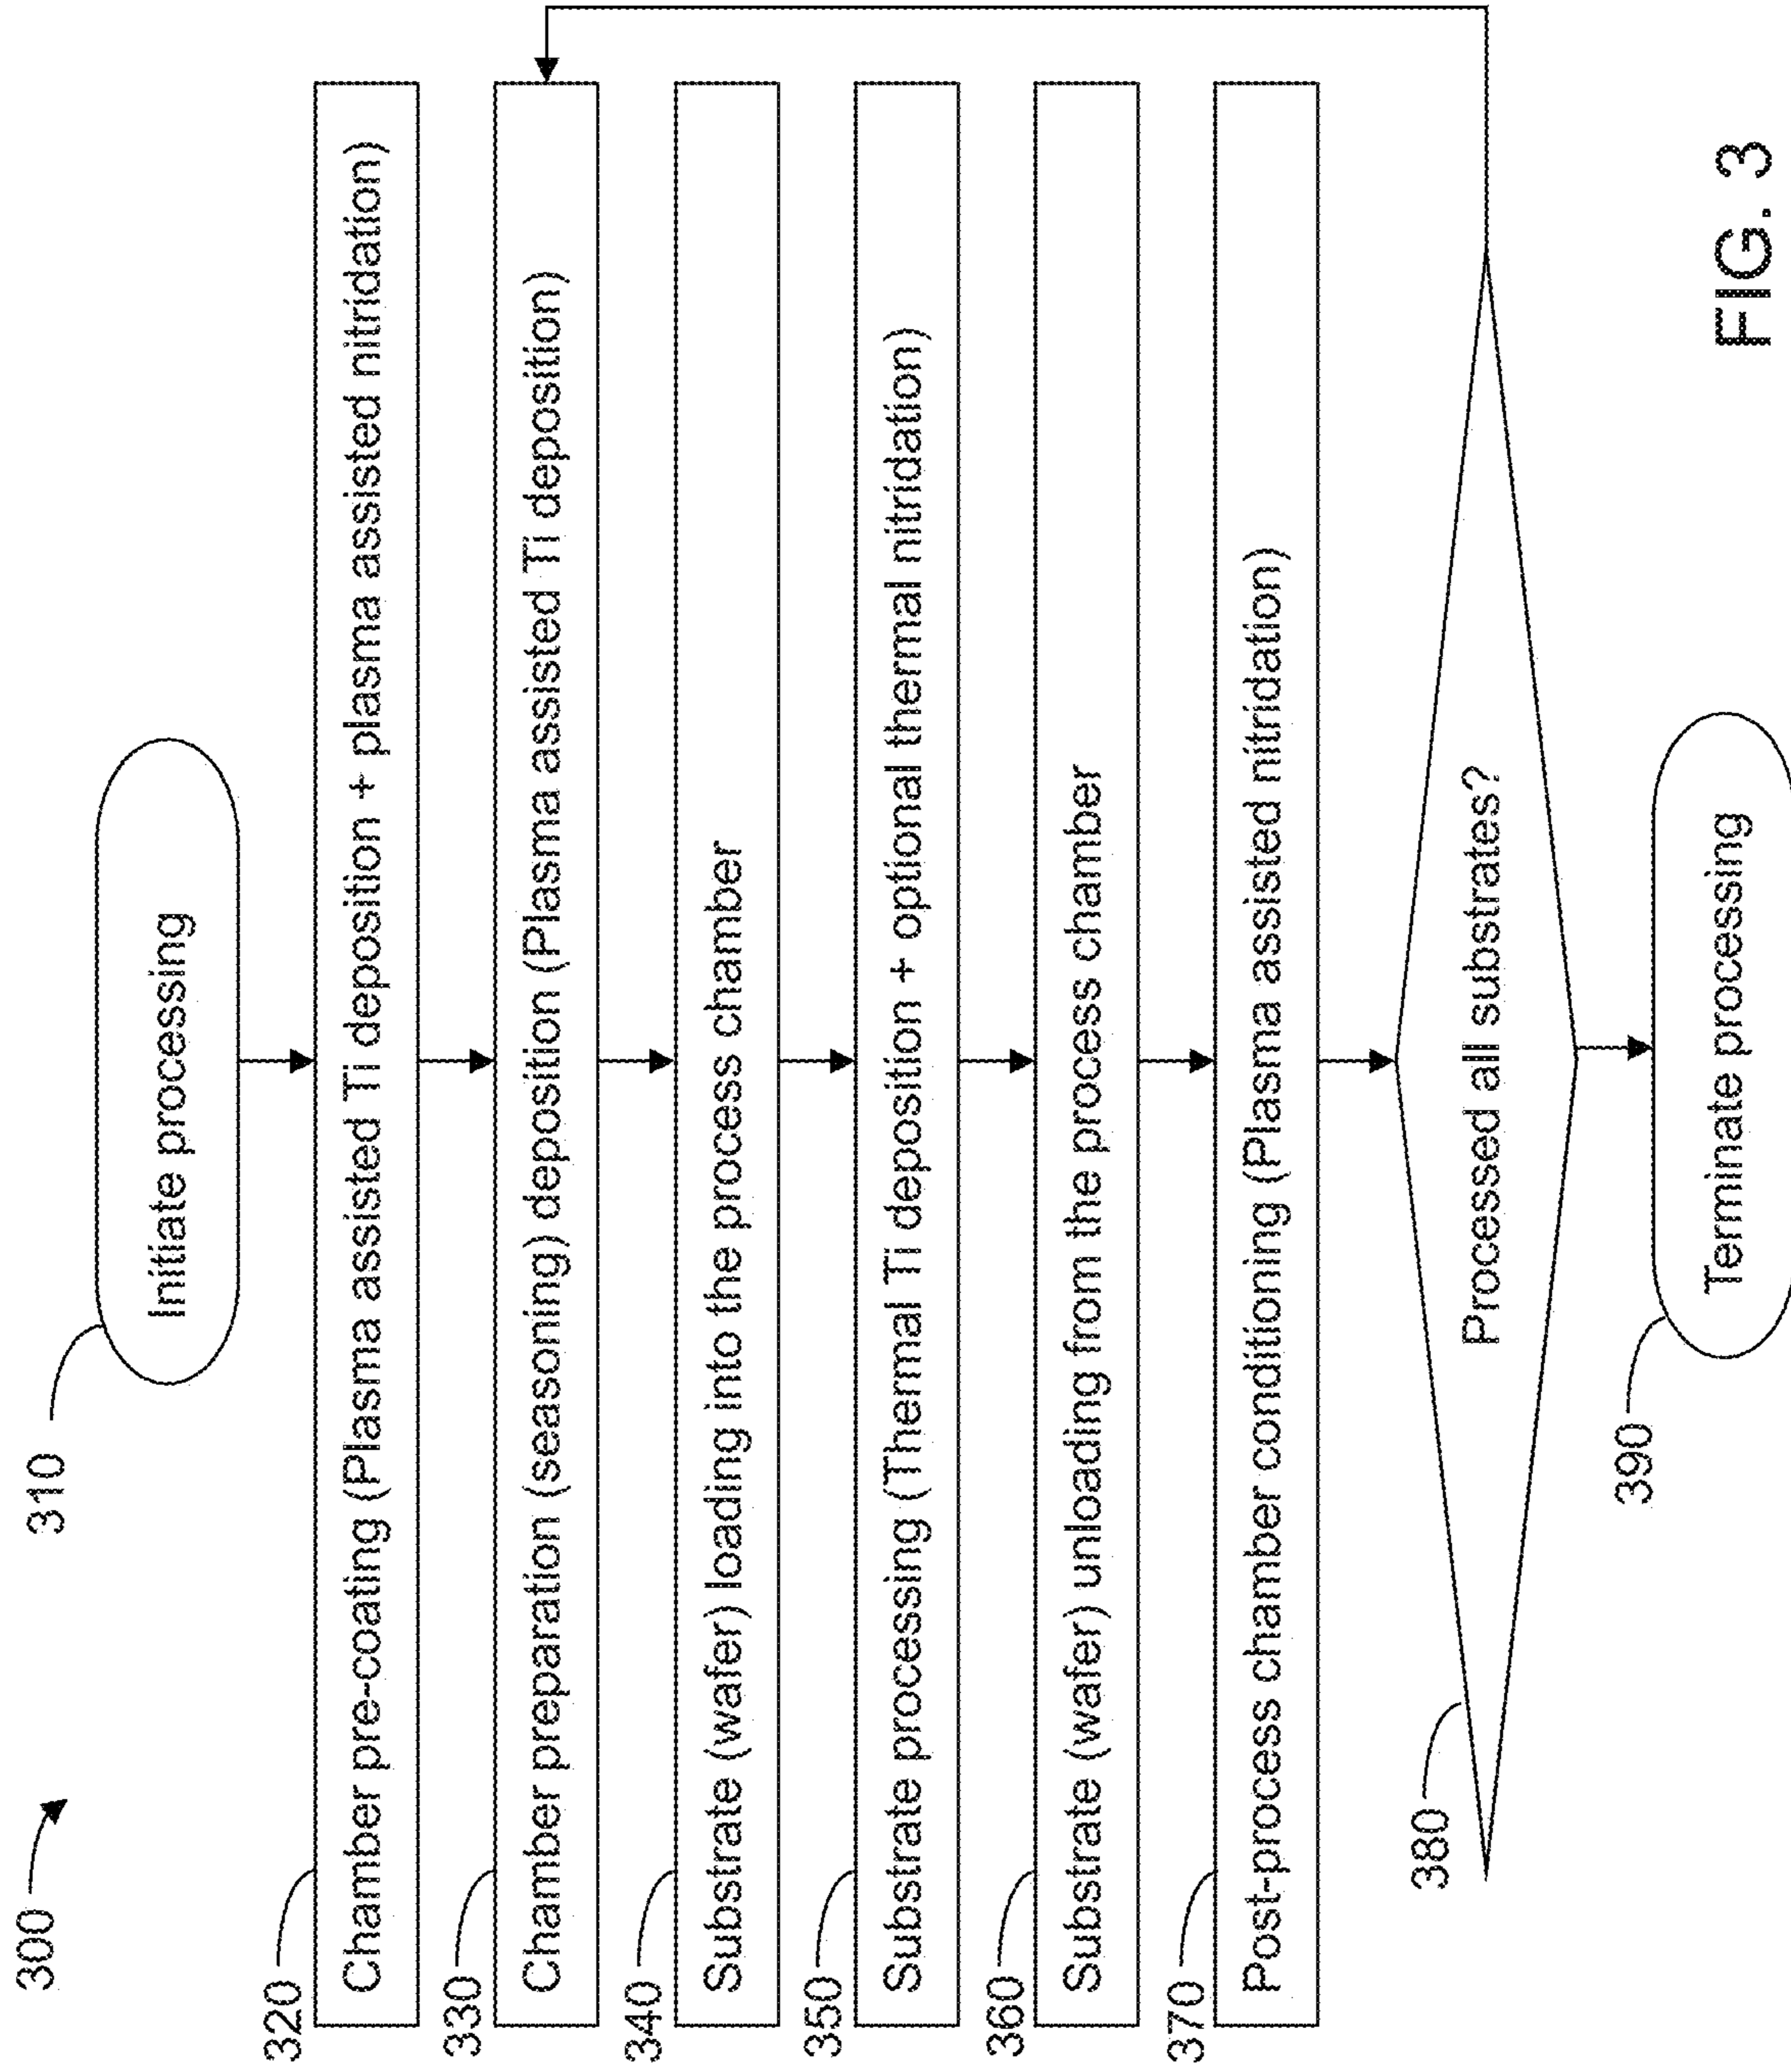 300
310
Initiate processing
320
Chamber pre-coating (Plasma assisted Ti deposition + plasma assisted nitridation)
330
Chamber preparation (seasoning) deposition (Plasma assisted Ti deposition)
340
Substrate (wafer) loading into the process chamber
350
Substrate processing (Thermal Ti deposition + optional thermal nitridation)
360
Substrate (wafer) unloading from the process chamber
370
Post-process chamber conditioning (Plasma assisted nitridation)
380
Processed all substrates?
390
Terminate processing
FIG. 3